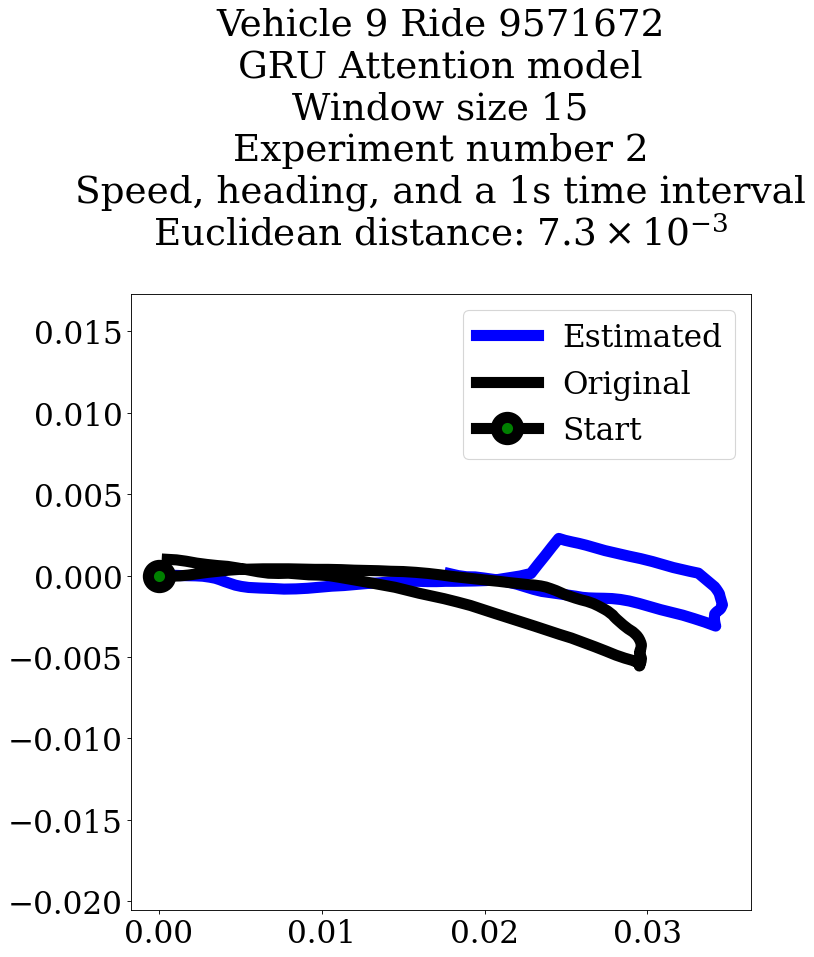 Vehicle 9 Ride 9571672
GRU Attention model
Window size 15
Experiment number 2
Speed, heading, and a 1s time interval
Euclidean distance: 7.3 × 10⁻³
Estimated
Original
Start
0.015
0.010
0.005
0.000
−0.005
−0.010
−0.015
−0.020
0.00 0.01 0.02 0.03